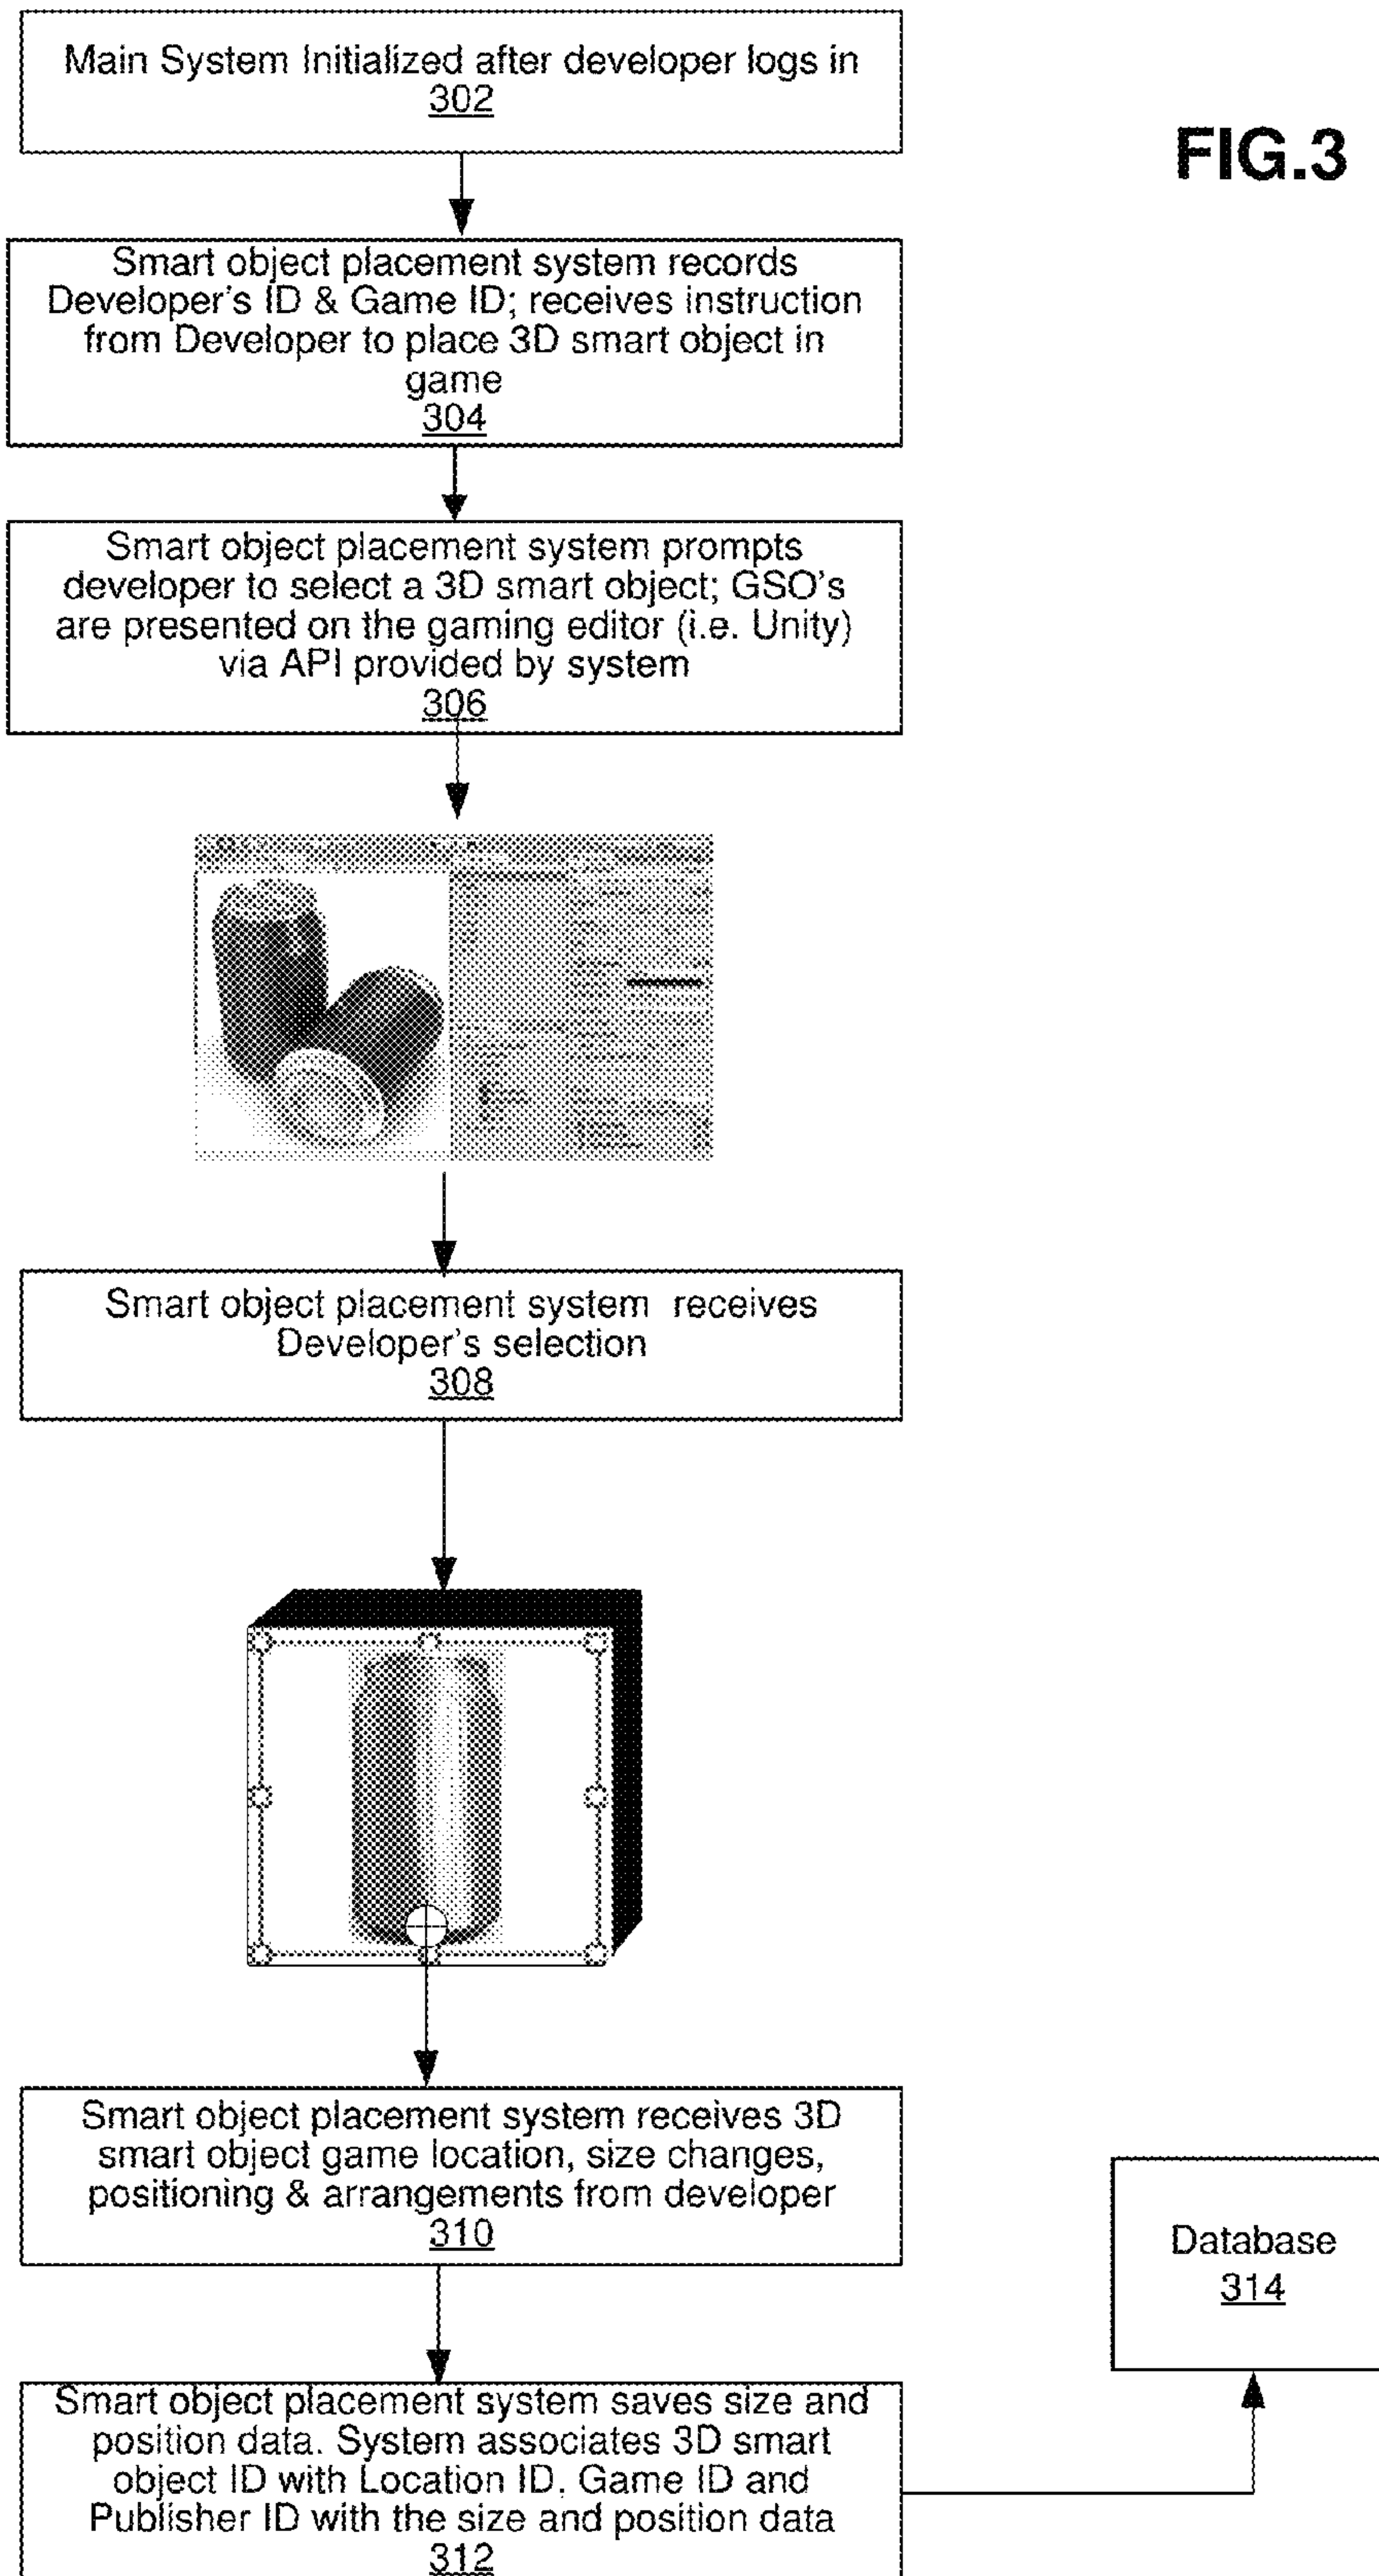 Main System Initialized after developer logs in
302
FIG.3
Smart object placement system records
Developer's ID & Game ID; receives instruction
from Developer to place 3D smart object in
game
304
Smart object placement system prompts
developer to select a 3D smart object; GSO's
are presented on the gaming editor (i.e. Unity)
via API provided by system
306
Smart object placement system receives
Developer's selection
308
Smart object placement system receives 3D
smart object game location, size changes,
positioning & arrangements from developer
310
Database
314
Smart object placement system saves size and
position data. System associates 3D smart
object ID with Location ID, Game ID and
Publisher ID with the size and position data
312